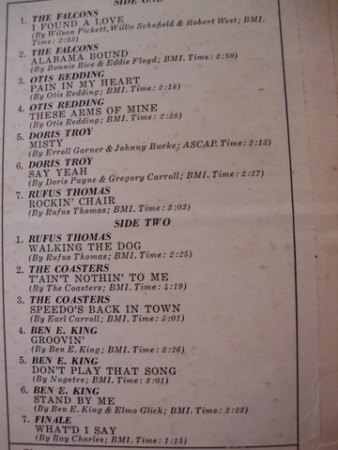 SIDE ONE
1. THE FALCONS
I FOUND A LOVE
(By Wilson Pickett, Willie Schofield & Robert West; BMI.
Time: 2:53)
2. THE FALCONS
ALABAMA BOUND
(By Bonnie Rice & Eddie Floyd; BMI. Time: 2:50)
3. OTIS REDDING
PAIN IN MY HEART
(By Otis Redding; BMI. Time: 2:18)
4. OTIS REDDING
THESE ARMS OF MINE
(By Otis Redding; BMI. Time: 2:28)
5. DORIS TROY
MISTY
(By Erroll Garner & Johnny Burke; ASCAP. Time: 2:12)
6. DORIS TROY
SAY YEAH
(By Doris Payne & Gregory Carroll; BMI. Time: 2:27)
7. RUFUS THOMAS
ROCKIN' CHAIR
(By Rufus Thomas; BMI. Time: 3:03)
SIDE TWO
1. RUFUS THOMAS
WALKING THE DOG
(By Rufus Thomas; BMI. Time: 2:25)
2. THE COASTERS
T'AIN'T NOTHIN' TO ME
(By The Coasters; BMI. Time: 4:19)
3. THE COASTERS
SPEEDO'S BACK IN TOWN
(By Earl Carroll; BMI. Time: 3:01)
4. BEN E. KING
GROOVIN'
(By Ben E. King; BMI. Time: 2:26)
5. BEN E. KING
DON'T PLAY THAT SONG
(By Nugetre; BMI. Time: 3:01)
6. BEN E. KING
STAND BY ME
(By Ben E. King & Elmo Glick; BMI. Time: 2:23)
7. FINALE
WHAT'D I SAY
(By Ray Charles; BMI. Time: 1:15)